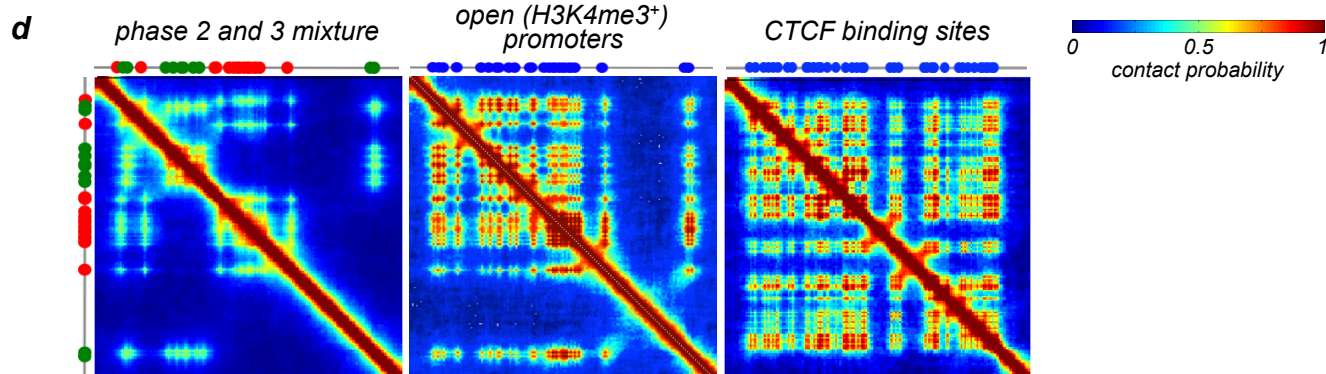 d
phase 2 and 3 mixture
open (H3K4me3⁺)
promoters
CTCF binding sites
0 0.5 1
contact probability